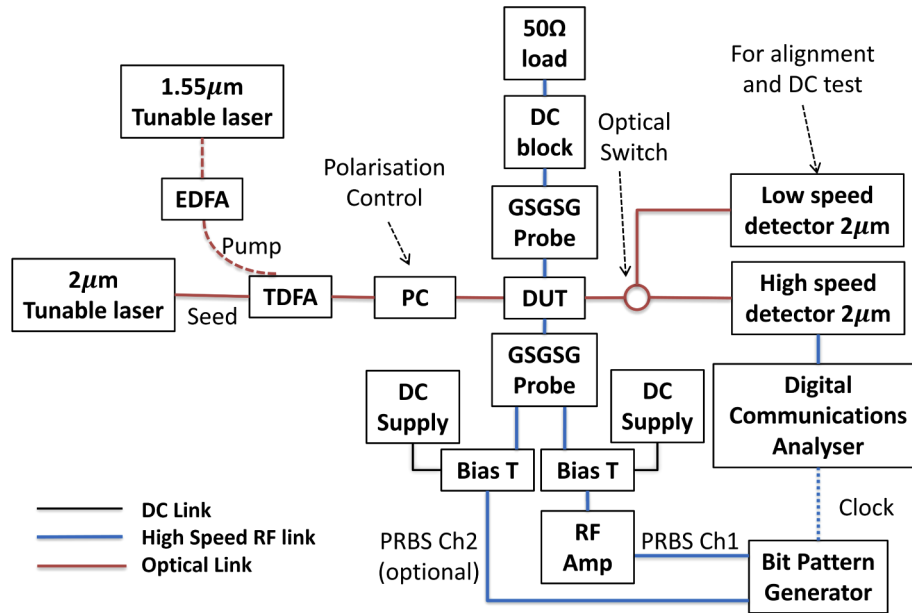 50Ω
load
For alignment
and DC test
1.55μm
Tunable laser
DC
block
Optical
Switch
Polarisation
Control
EDFA
GSGSG
Probe
Low speed
detector 2μm
Pump
2μm
Tunable laser
Seed
TDFA
PC
DUT
High speed
detector 2μm
GSGSG
Probe
DC
Supply
DC
Supply
Digital
Communications
Analyser
Bias T
Bias T
DC Link
High Speed RF link
Optical Link
PRBS Ch2
(optional)
RF
Amp
PRBS Ch1
Clock
Bit Pattern
Generator